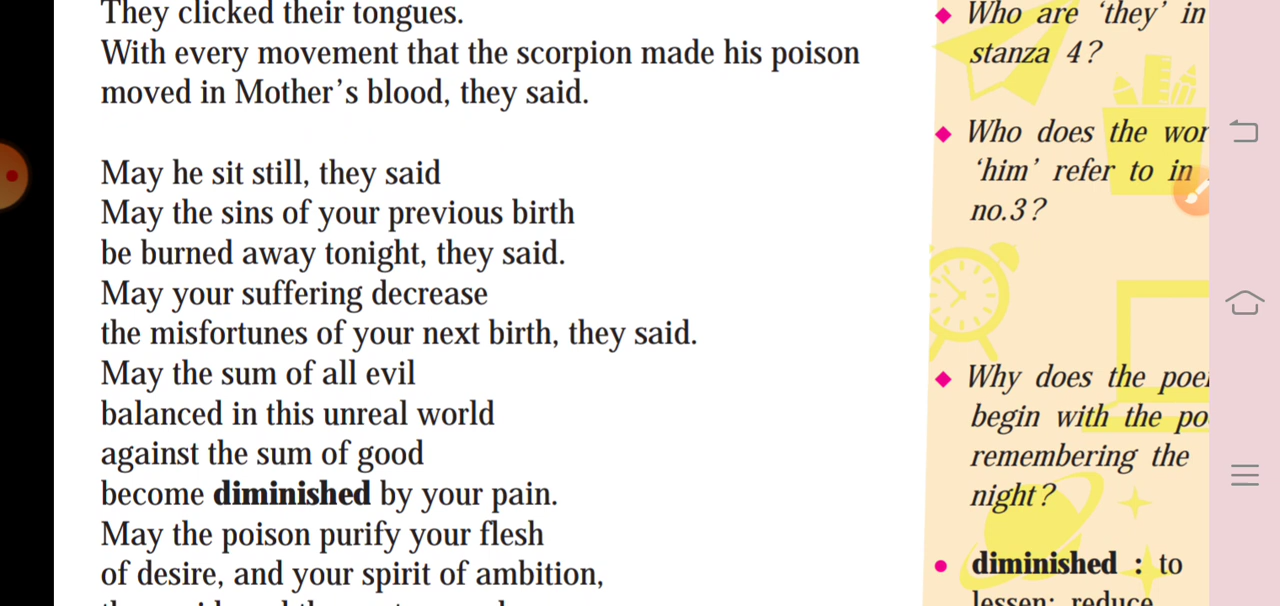 They clicked their tongues.
With every movement that the scorpion made his poison
moved in Mother’s blood, they said.
May he sit still, they said
May the sins of your previous birth
be burned away tonight, they said.
May your suffering decrease
the misfortunes of your next birth, they said.
May the sum of all evil
balanced in this unreal world
against the sum of good
become diminished by your pain.
May the poison purify your flesh
of desire, and your spirit of ambition,
◆ Who are ‘they’ in
stanza 4?
◆ Who does the
‘him’ refer to in
no.3?
◆ Why does the
begin with the
remembering the
night?
• diminished : to
lessen; reduce